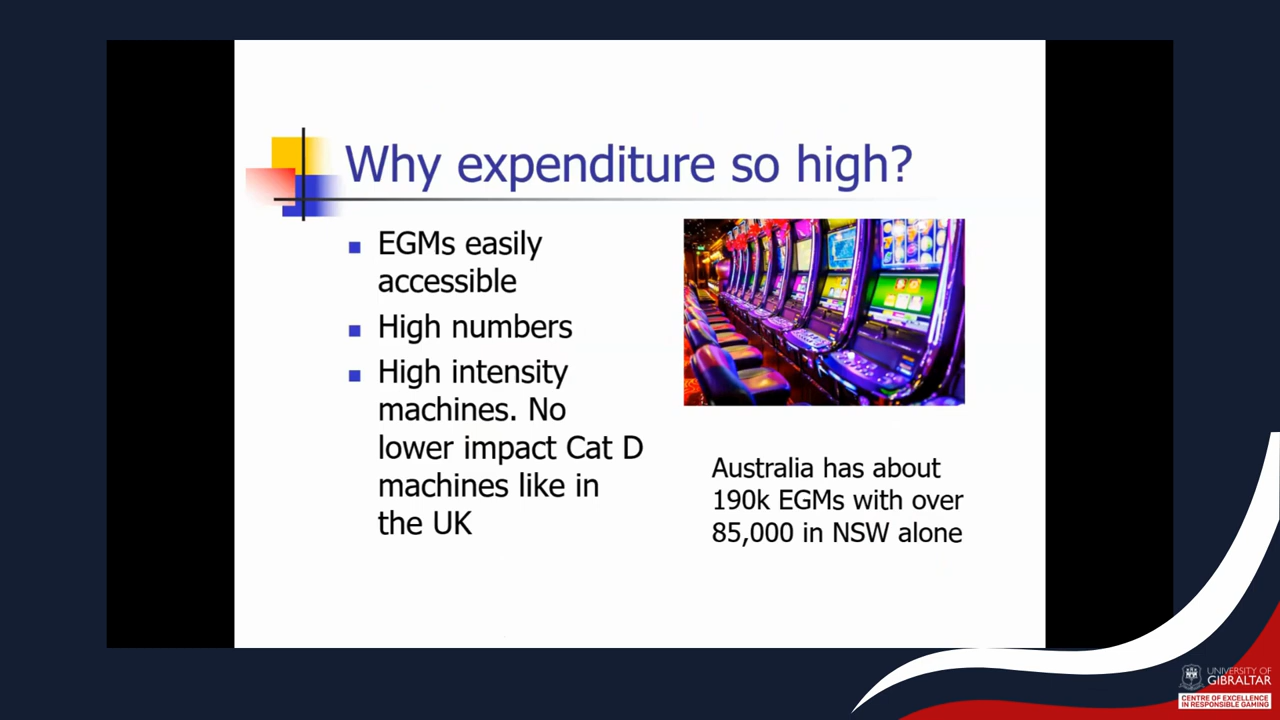 Why expenditure so high?
EGMs easily
accessible
High numbers
High intensity
machines. No
lower impact Cat D
machines like in
the UK
Australia has about
190k EGMs with over
85,000 in NSW alone
UNIVERSITY OF
GIBRALTAR
CENTRE OF EXCELLENCE
IN RESPONSIBLE GAMING